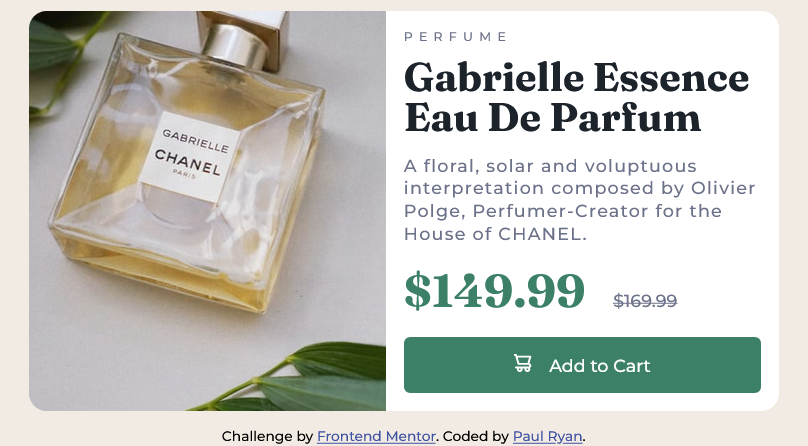 GABRIELLE
CHANEL
PARIS
PERFUME
Gabrielle Essence
Eau De Parfum
A floral, solar and voluptuous
interpretation composed by Olivier
Polge, Perfumer-Creator for the
House of CHANEL.
$149.99 $169.99
Add to Cart
Challenge by Frontend Mentor. Coded by Paul Ryan.